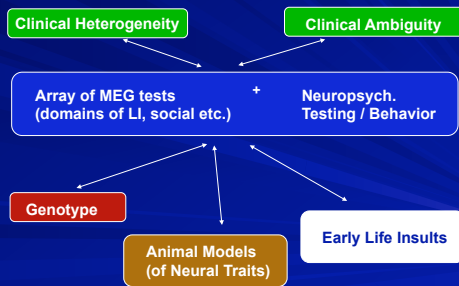 Clinical Heterogeneity
Clinical Ambiguity
Array of MEG tests + Neuropsych.
(domains of LI, social etc.) Testing / Behavior
Genotype
Early Life Insults
Animal Models
(of Neural Traits)